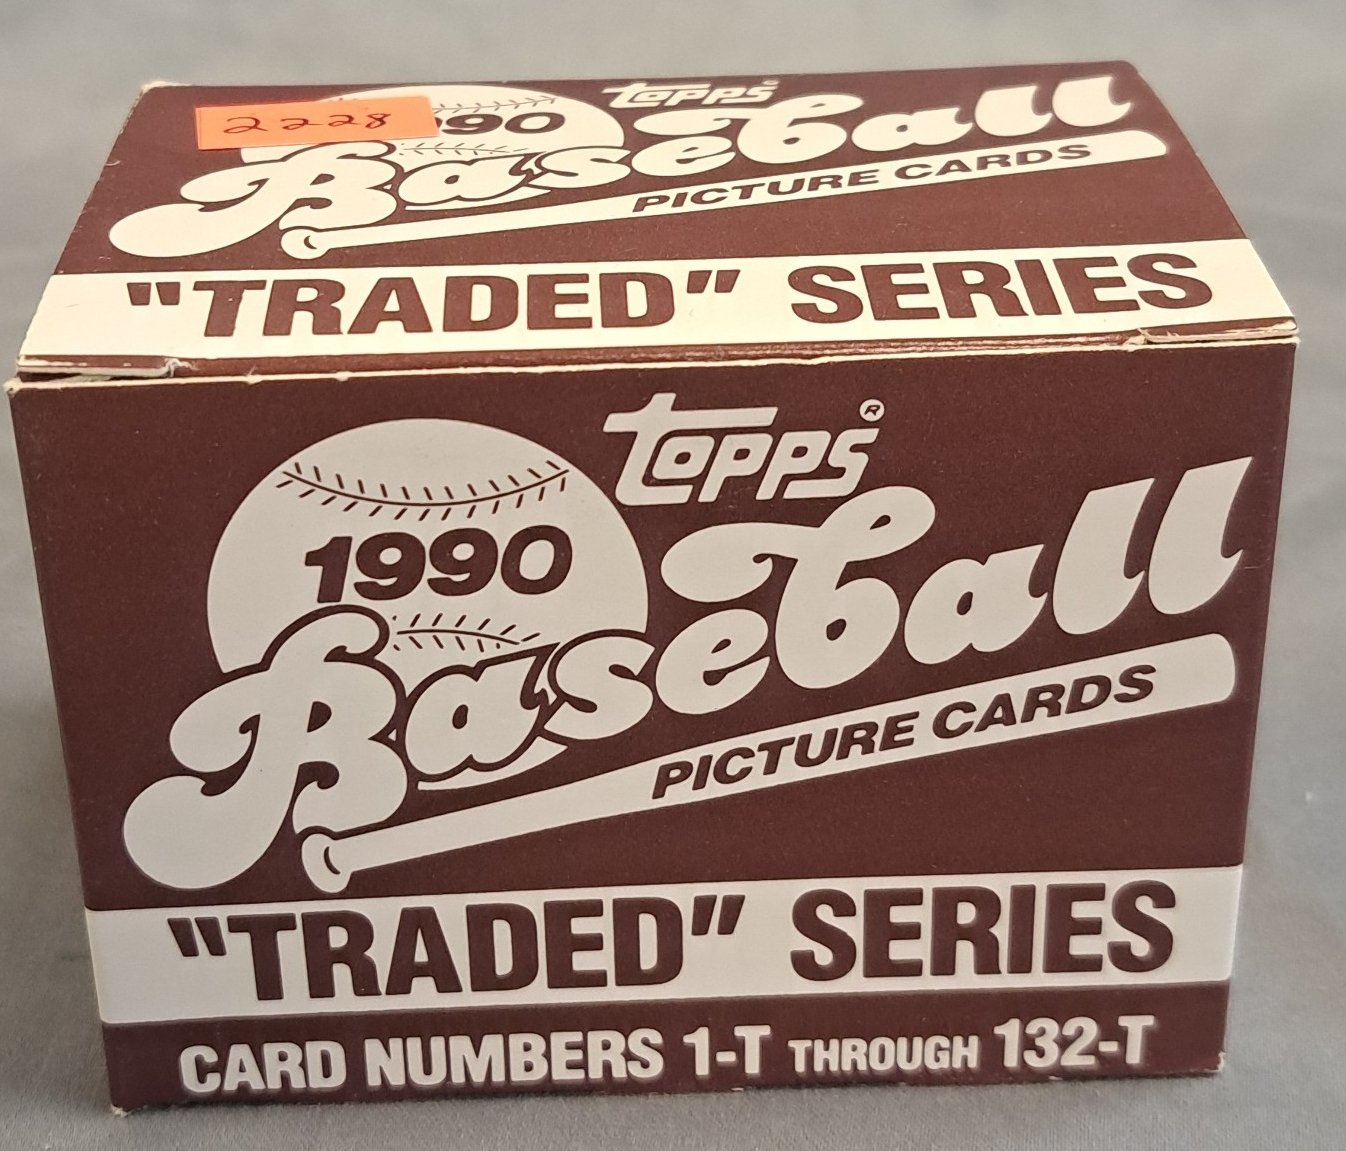 2228
TOPPS
990
Baseball
PICTURE CARDS
"TRADED" SERIES
TOPPS®
1990
Baseball
PICTURE CARDS
"TRADED" SERIES
CARD NUMBERS 1-T THROUGH 132-T